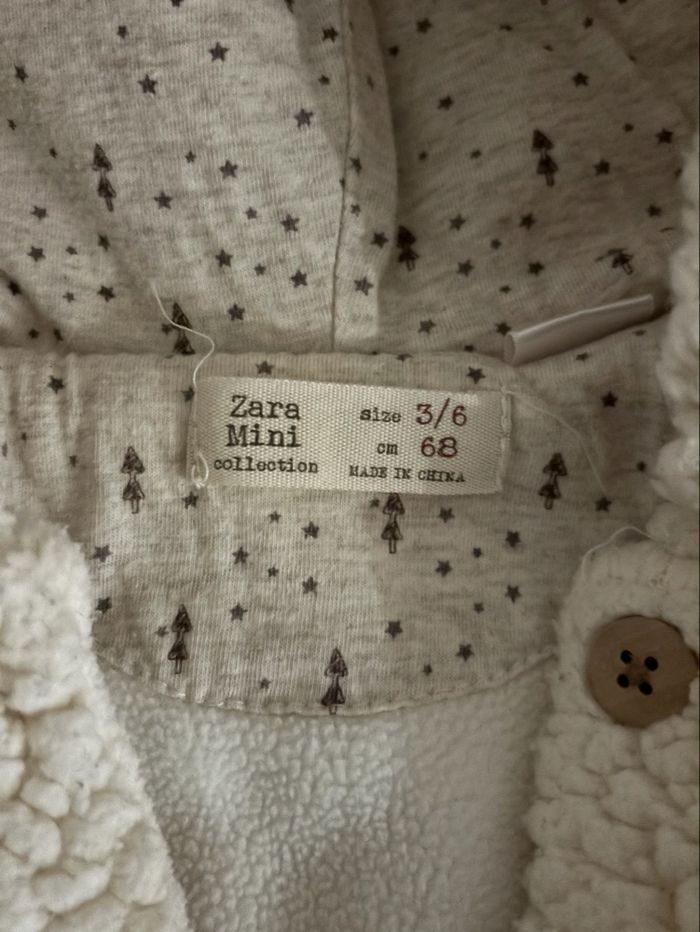 Zara
Mini
collection
size 3/6
cm 68
MADE IN CHINA